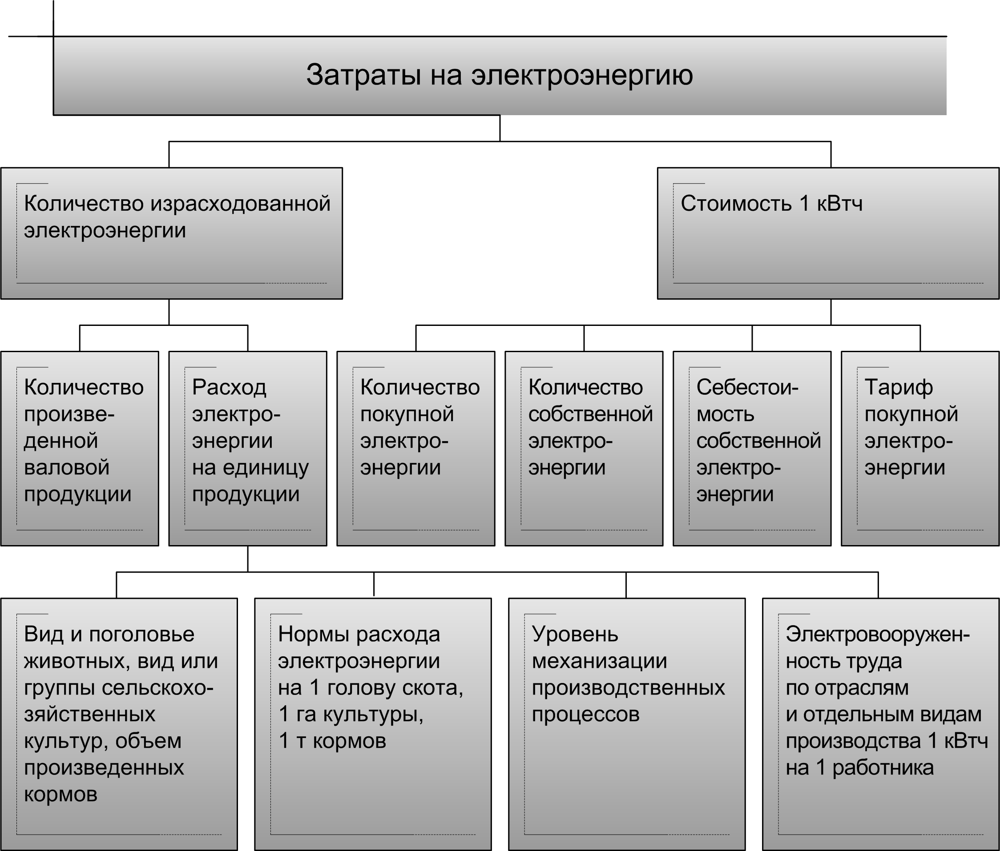 Затраты на электроэнергию
Количество израсходованной
электроэнергии
Стоимость 1 кВтч
Количество
произве-
денной
валовой
продукции
Расход
электро-
энергии
на единицу
продукции
Количество
покупной
электро-
энергии
Количество
собственной
электро-
энергии
Себестои-
мость
собственной
электро-
энергии
Тариф
покупной
электро-
энергии
Вид и поголовье
животных, вид или
группы сельскохо-
зяйственных
культур, объем
произведенных
кормов
Нормы расхода
электроэнергии
на 1 голову скота,
1 га культуры,
1 т кормов
Уровень
механизации
производственных
процессов
Электровооружен-
ность труда
по отраслям
и отдельным видам
производства 1 кВтч
на 1 работника